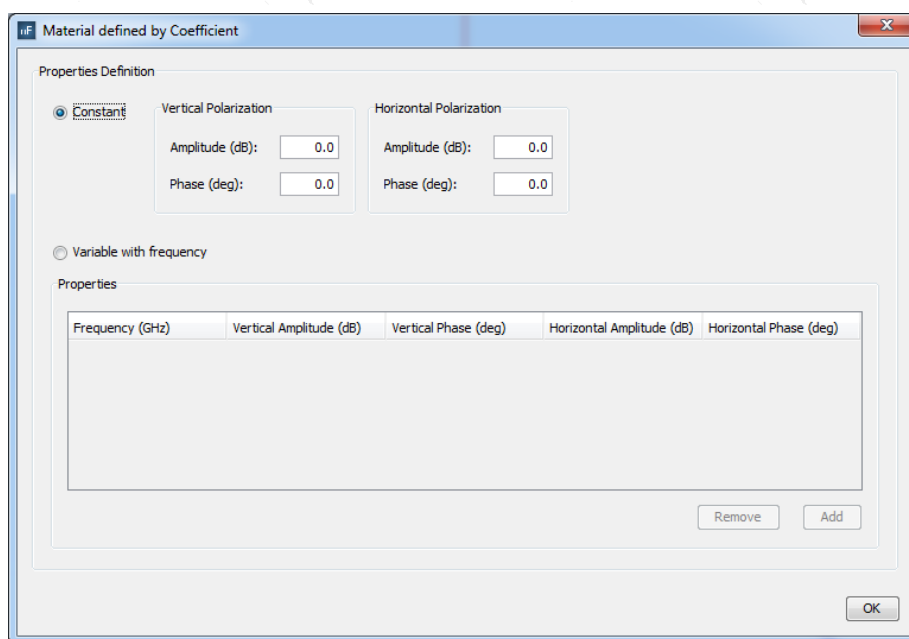 nF Material defined by Coefficient
Properties Definition
Constant
Vertical Polarization
Amplitude (dB): 0.0
Phase (deg): 0.0
Horizontal Polarization
Amplitude (dB): 0.0
Phase (deg): 0.0
Variable with frequency
Properties
Frequency (GHz) Vertical Amplitude (dB) Vertical Phase (deg) Horizontal Amplitude (dB) Horizontal Phase (deg)
Remove Add
OK